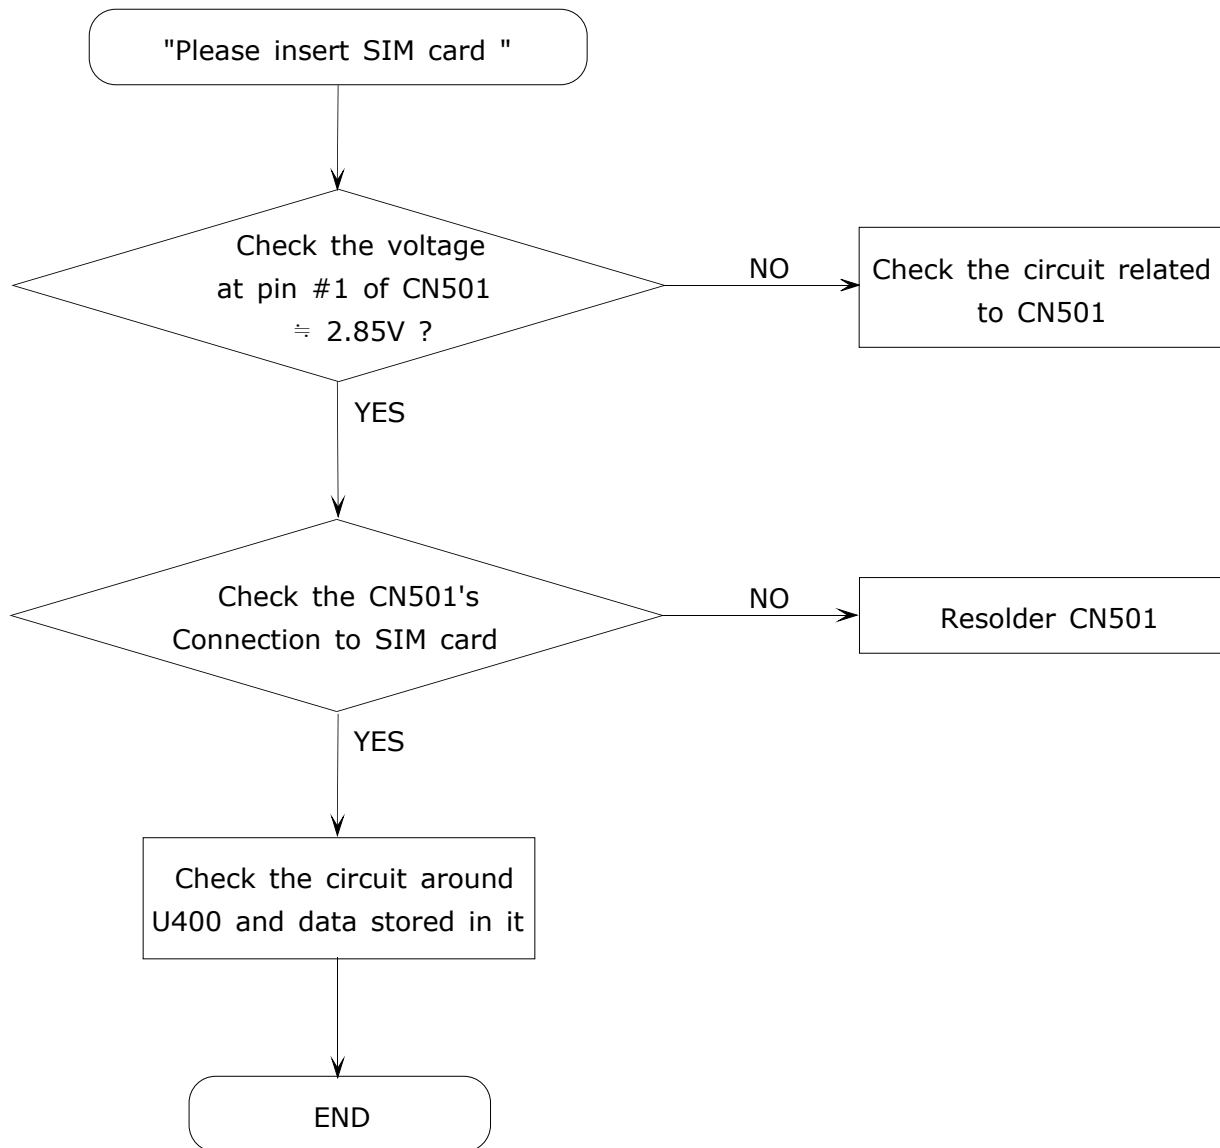 "Please insert SIM card "
Check the voltage
at pin #1 of CN501
≒ 2.85V ?
NO
Check the circuit related
to CN501
YES
Check the CN501's
Connection to SIM card
NO
Resolder CN501
YES
Check the circuit around
U400 and data stored in it
END